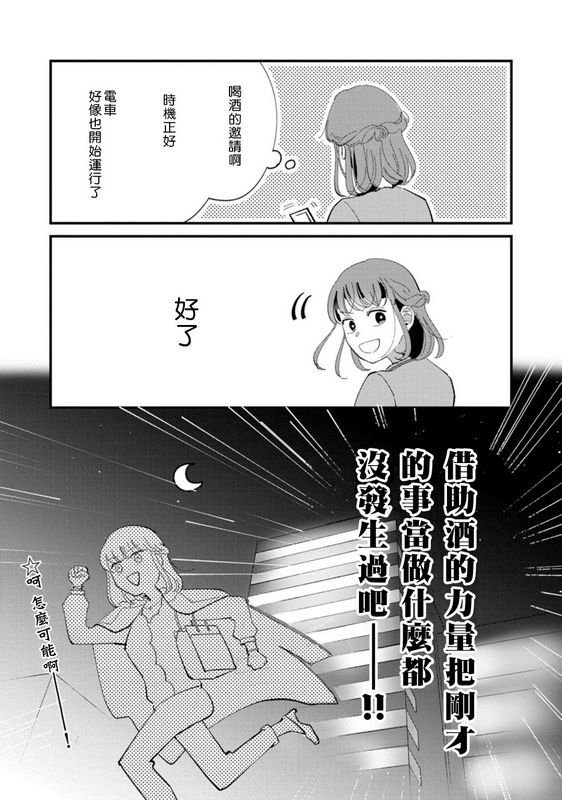 喝酒的邀請啊
時機正好
電車
好像也開始運行了
好了
借助酒的力量把剛才
的事當做什麼都
沒發生過吧——!!
☆呵 怎麼可能啊——!